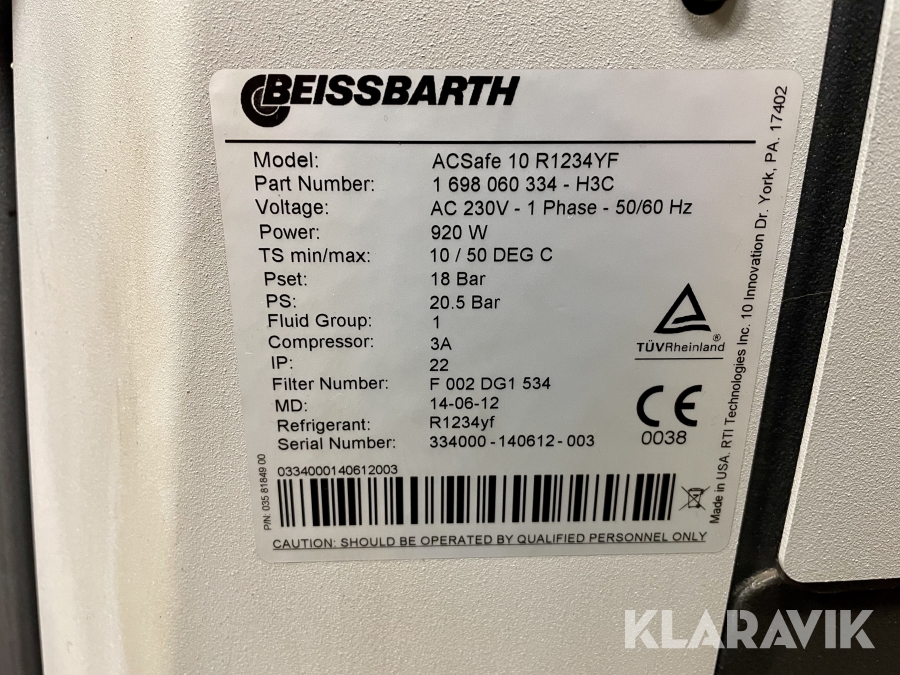 BEISSBARTH
Model: ACSafe 10 R1234YF
Part Number: 1 698 060 334 - H3C
Voltage: AC 230V - 1 Phase - 50/60 Hz
Power: 920 W
TS min/max: 10 / 50 DEG C
Pset: 18 Bar
PS: 20.5 Bar
Fluid Group: 1
Compressor: 3A
IP: 22
Filter Number: F 002 DG1 534
MD: 14-06-12
Refrigerant: R1234yf
Serial Number: 334000-140612-003
TÜVRheinland®
CE
0038
0334000140612003
P/N: 035 81849 00
CAUTION: SHOULD BE OPERATED BY QUALIFIED PERSONNEL ONLY
Made in USA. RTI Technologies Inc. 10 Innovation Dr. York, PA. 17402
KLARAVIK